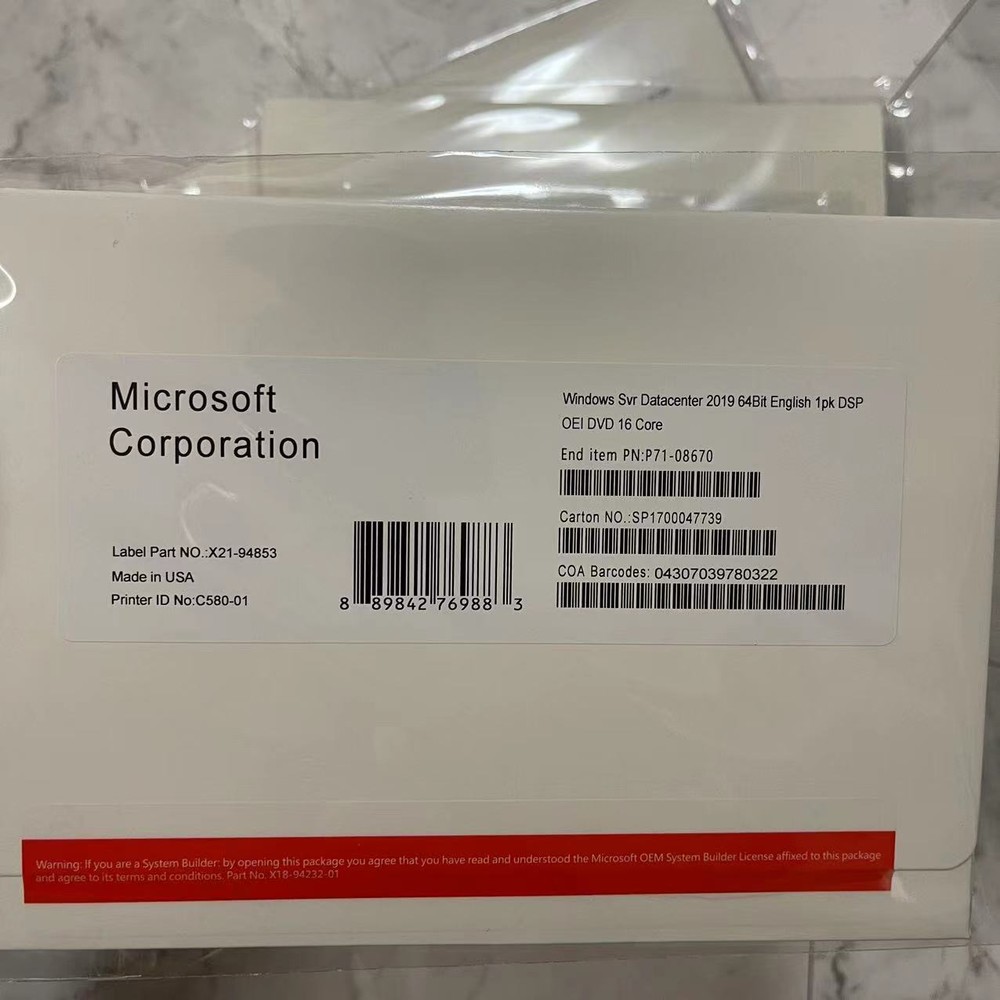 Microsoft
Corporation
Label Part NO.:X21-94853
Made in USA
Printer ID No:C580-01
8 89842 76988 3
Windows Svr Datacenter 2019 64Bit English 1pk DSP
OEI DVD 16 Core
End item PN:P71-08670
Carton NO.:SP1700047739
COA Barcodes: 04307039780322
Warning: If you are a System Builder: by opening this package you agree that you have read and understood the Microsoft OEM System Builder License affixed to this package
and agree to its terms and conditions. Part No. X18-94232-01